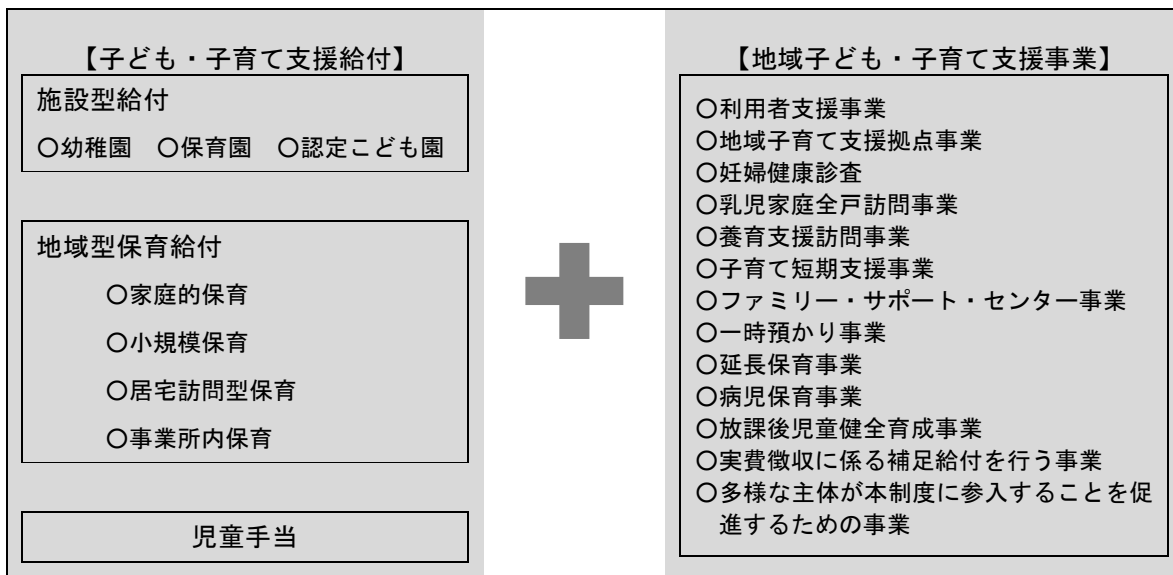 【子ども・子育て支援給付】
施設型給付
○幼稚園　○保育園　○認定こども園
地域型保育給付
○家庭的保育
○小規模保育
○居宅訪問型保育
○事業所内保育
児童手当
【地域子ども・子育て支援事業】
○利用者支援事業
○地域子育て支援拠点事業
○妊婦健康診査
○乳児家庭全戸訪問事業
○養育支援訪問事業
○子育て短期支援事業
○ファミリー・サポート・センター事業
○一時預かり事業
○延長保育事業
○病児保育事業
○放課後児童健全育成事業
○実費徴収に係る補足給付を行う事業
○多様な主体が本制度に参入することを促
進するための事業